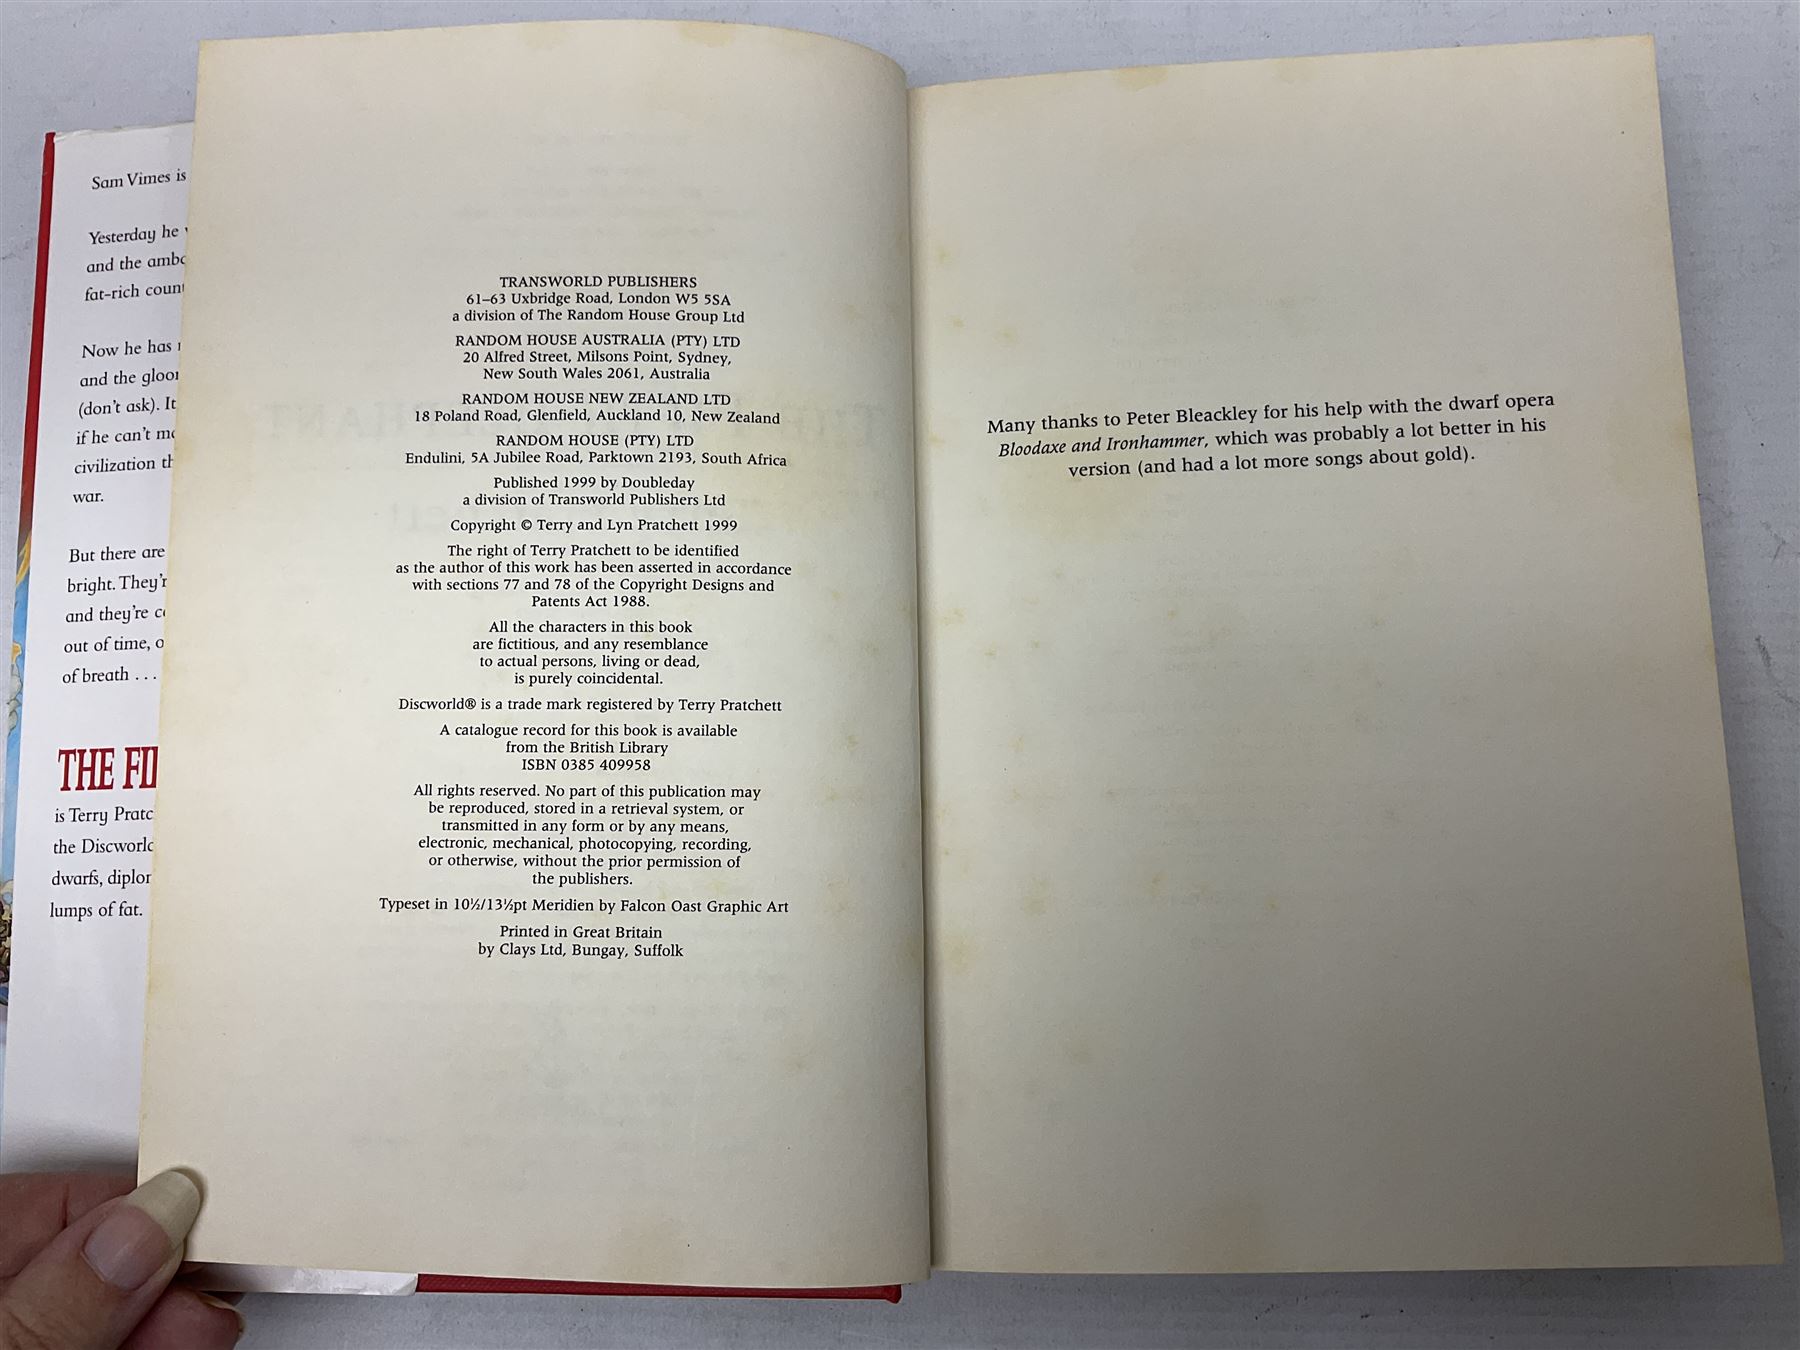 Sam Vimes is
Yesterday he
and the amb
fat-rich coun
Now he has
and the gloo
(don't ask). It
if he can't m
civilization th
war.
But there are
bright. They'r
and they're c
out of time, o
of breath . . .
THE FI
is Terry Pratc
the Discworld
dwarfs, diplo
lumps of fat.
TRANSWORLD PUBLISHERS
61–63 Uxbridge Road, London W5 5SA
a division of The Random House Group Ltd
RANDOM HOUSE AUSTRALIA (PTY) LTD
20 Alfred Street, Milsons Point, Sydney,
New South Wales 2061, Australia
RANDOM HOUSE NEW ZEALAND LTD
18 Poland Road, Glenfield, Auckland 10, New Zealand
RANDOM HOUSE (PTY) LTD
Endulini, 5A Jubilee Road, Parktown 2193, South Africa
Published 1999 by Doubleday
a division of Transworld Publishers Ltd
Copyright © Terry and Lyn Pratchett 1999
The right of Terry Pratchett to be identified
as the author of this work has been asserted in accordance
with sections 77 and 78 of the Copyright Designs and
Patents Act 1988.
All the characters in this book
are fictitious, and any resemblance
to actual persons, living or dead,
is purely coincidental.
Discworld® is a trade mark registered by Terry Pratchett
A catalogue record for this book is available
from the British Library
ISBN 0385 409958
All rights reserved. No part of this publication may
be reproduced, stored in a retrieval system, or
transmitted in any form or by any means,
electronic, mechanical, photocopying, recording,
or otherwise, without the prior permission of
the publishers.
Typeset in 10½/13½pt Meridien by Falcon Oast Graphic Art
Printed in Great Britain
by Clays Ltd, Bungay, Suffolk
Many thanks to Peter Bleackley for his help with the dwarf opera
Bloodaxe and Ironhammer, which was probably a lot better in his
version (and had a lot more songs about gold).